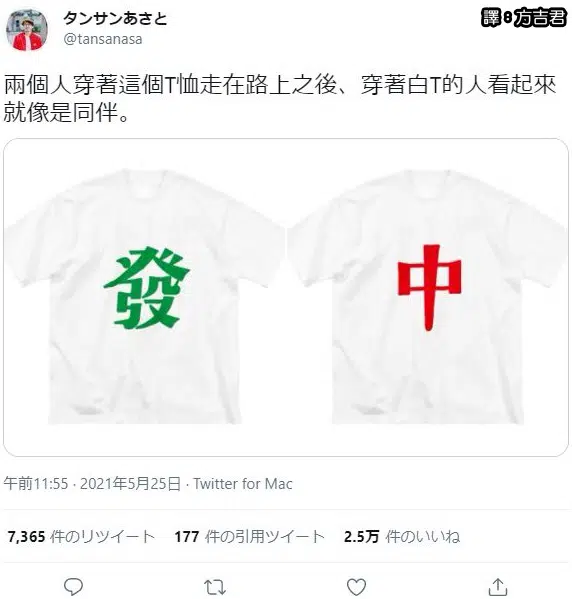 タンサンあさと
@tansanasa
譯8方吉君
兩個人穿著這個T恤走在路上之後、穿著白T的人看起來
就像是同伴。
發
中
午前11:55 · 2021年5月25日 · Twitter for Mac
7,365 件のリツイート 177 件の引用ツイート 2.5万 件のいいね